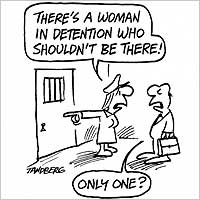 THERE'S A WOMAN
IN DETENTION WHO
SHOULDN'T BE THERE!
TANDBERG
ONLY ONE?